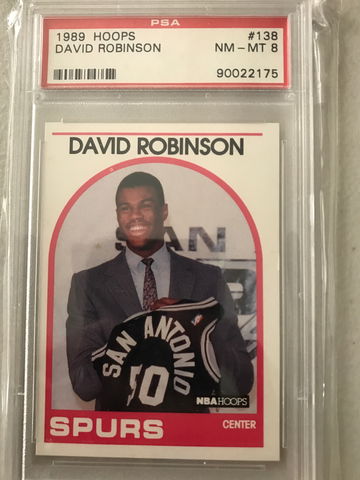 PSA
1989 HOOPS #138
DAVID ROBINSON NM-MT 8
90022175
DAVID ROBINSON
SAN
SAN ANTONIO
50
NBA HOOPS
SPURS CENTER